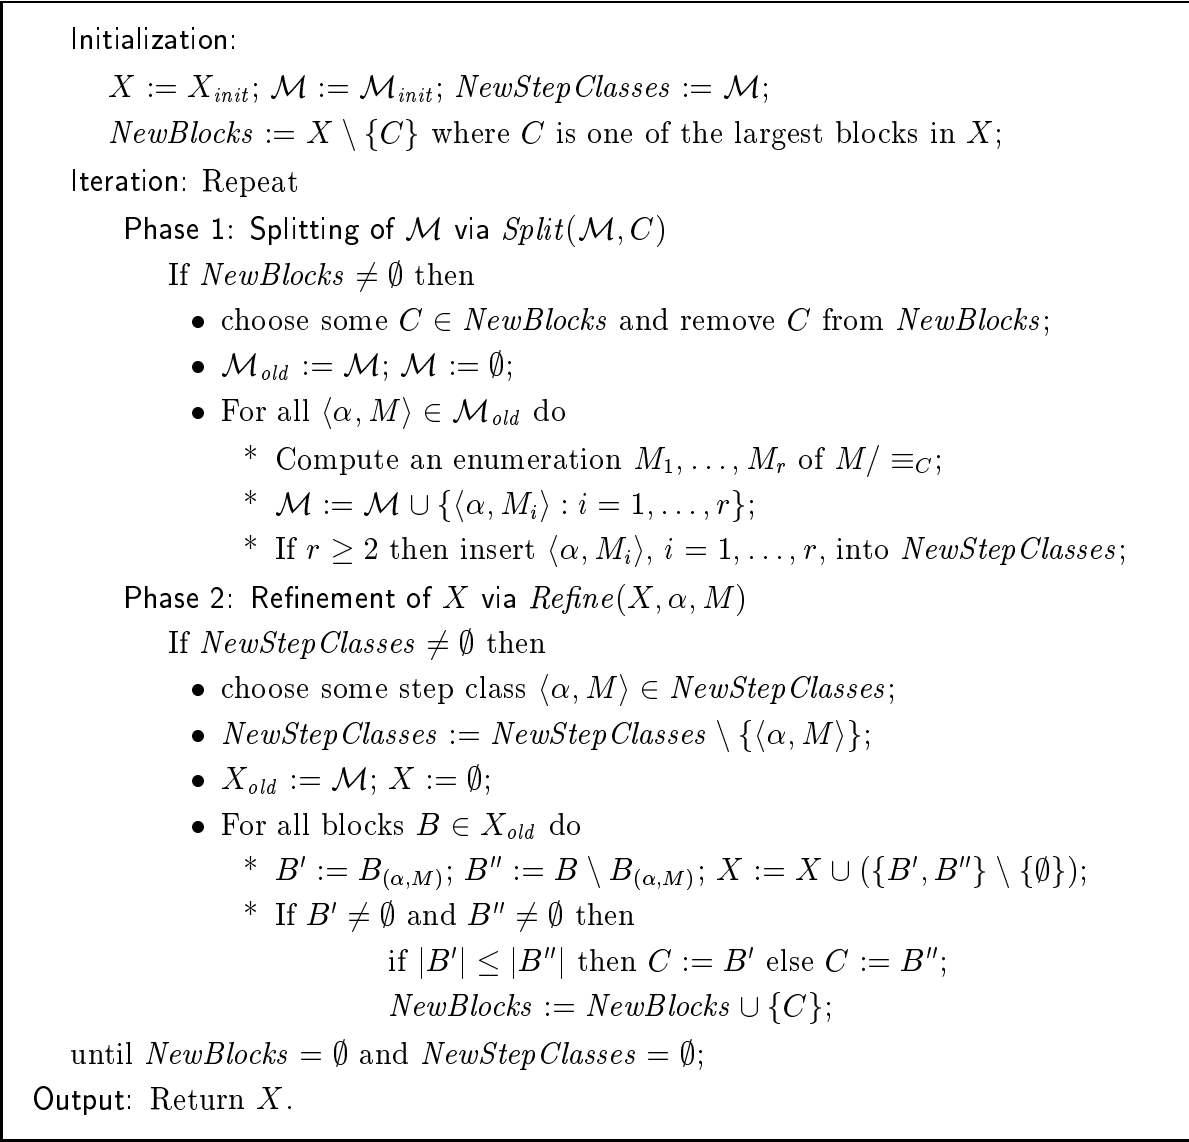 Initialization:
X := X_init; ℳ := ℳ_init; NewStepClasses := ℳ;
NewBlocks := X \ {C} where C is one of the largest blocks in X;
Iteration: Repeat
Phase 1: Splitting of ℳ via Split(ℳ, C)
If NewBlocks ≠ ∅ then
• choose some C ∈ NewBlocks and remove C from NewBlocks;
• ℳ_old := ℳ; ℳ := ∅;
• For all ⟨α, M⟩ ∈ ℳ_old do
* Compute an enumeration M₁, . . . , M_r of M/ ≡_C;
* ℳ := ℳ ∪ {⟨α, M_i⟩ : i = 1, . . . , r};
* If r ≥ 2 then insert ⟨α, M_i⟩, i = 1, . . . , r, into NewStepClasses;
Phase 2: Refinement of X via Refine(X, α, M)
If NewStepClasses ≠ ∅ then
• choose some step class ⟨α, M⟩ ∈ NewStepClasses;
• NewStepClasses := NewStepClasses \ {⟨α, M⟩};
• X_old := ℳ; X := ∅;
• For all blocks B ∈ X_old do
* B′ := B_(α,M); B″ := B \ B_(α,M); X := X ∪ ({B′, B″} \ {∅});
* If B′ ≠ ∅ and B″ ≠ ∅ then
if |B′| ≤ |B″| then C := B′ else C := B″;
NewBlocks := NewBlocks ∪ {C};
until NewBlocks = ∅ and NewStepClasses = ∅;
Output: Return X.